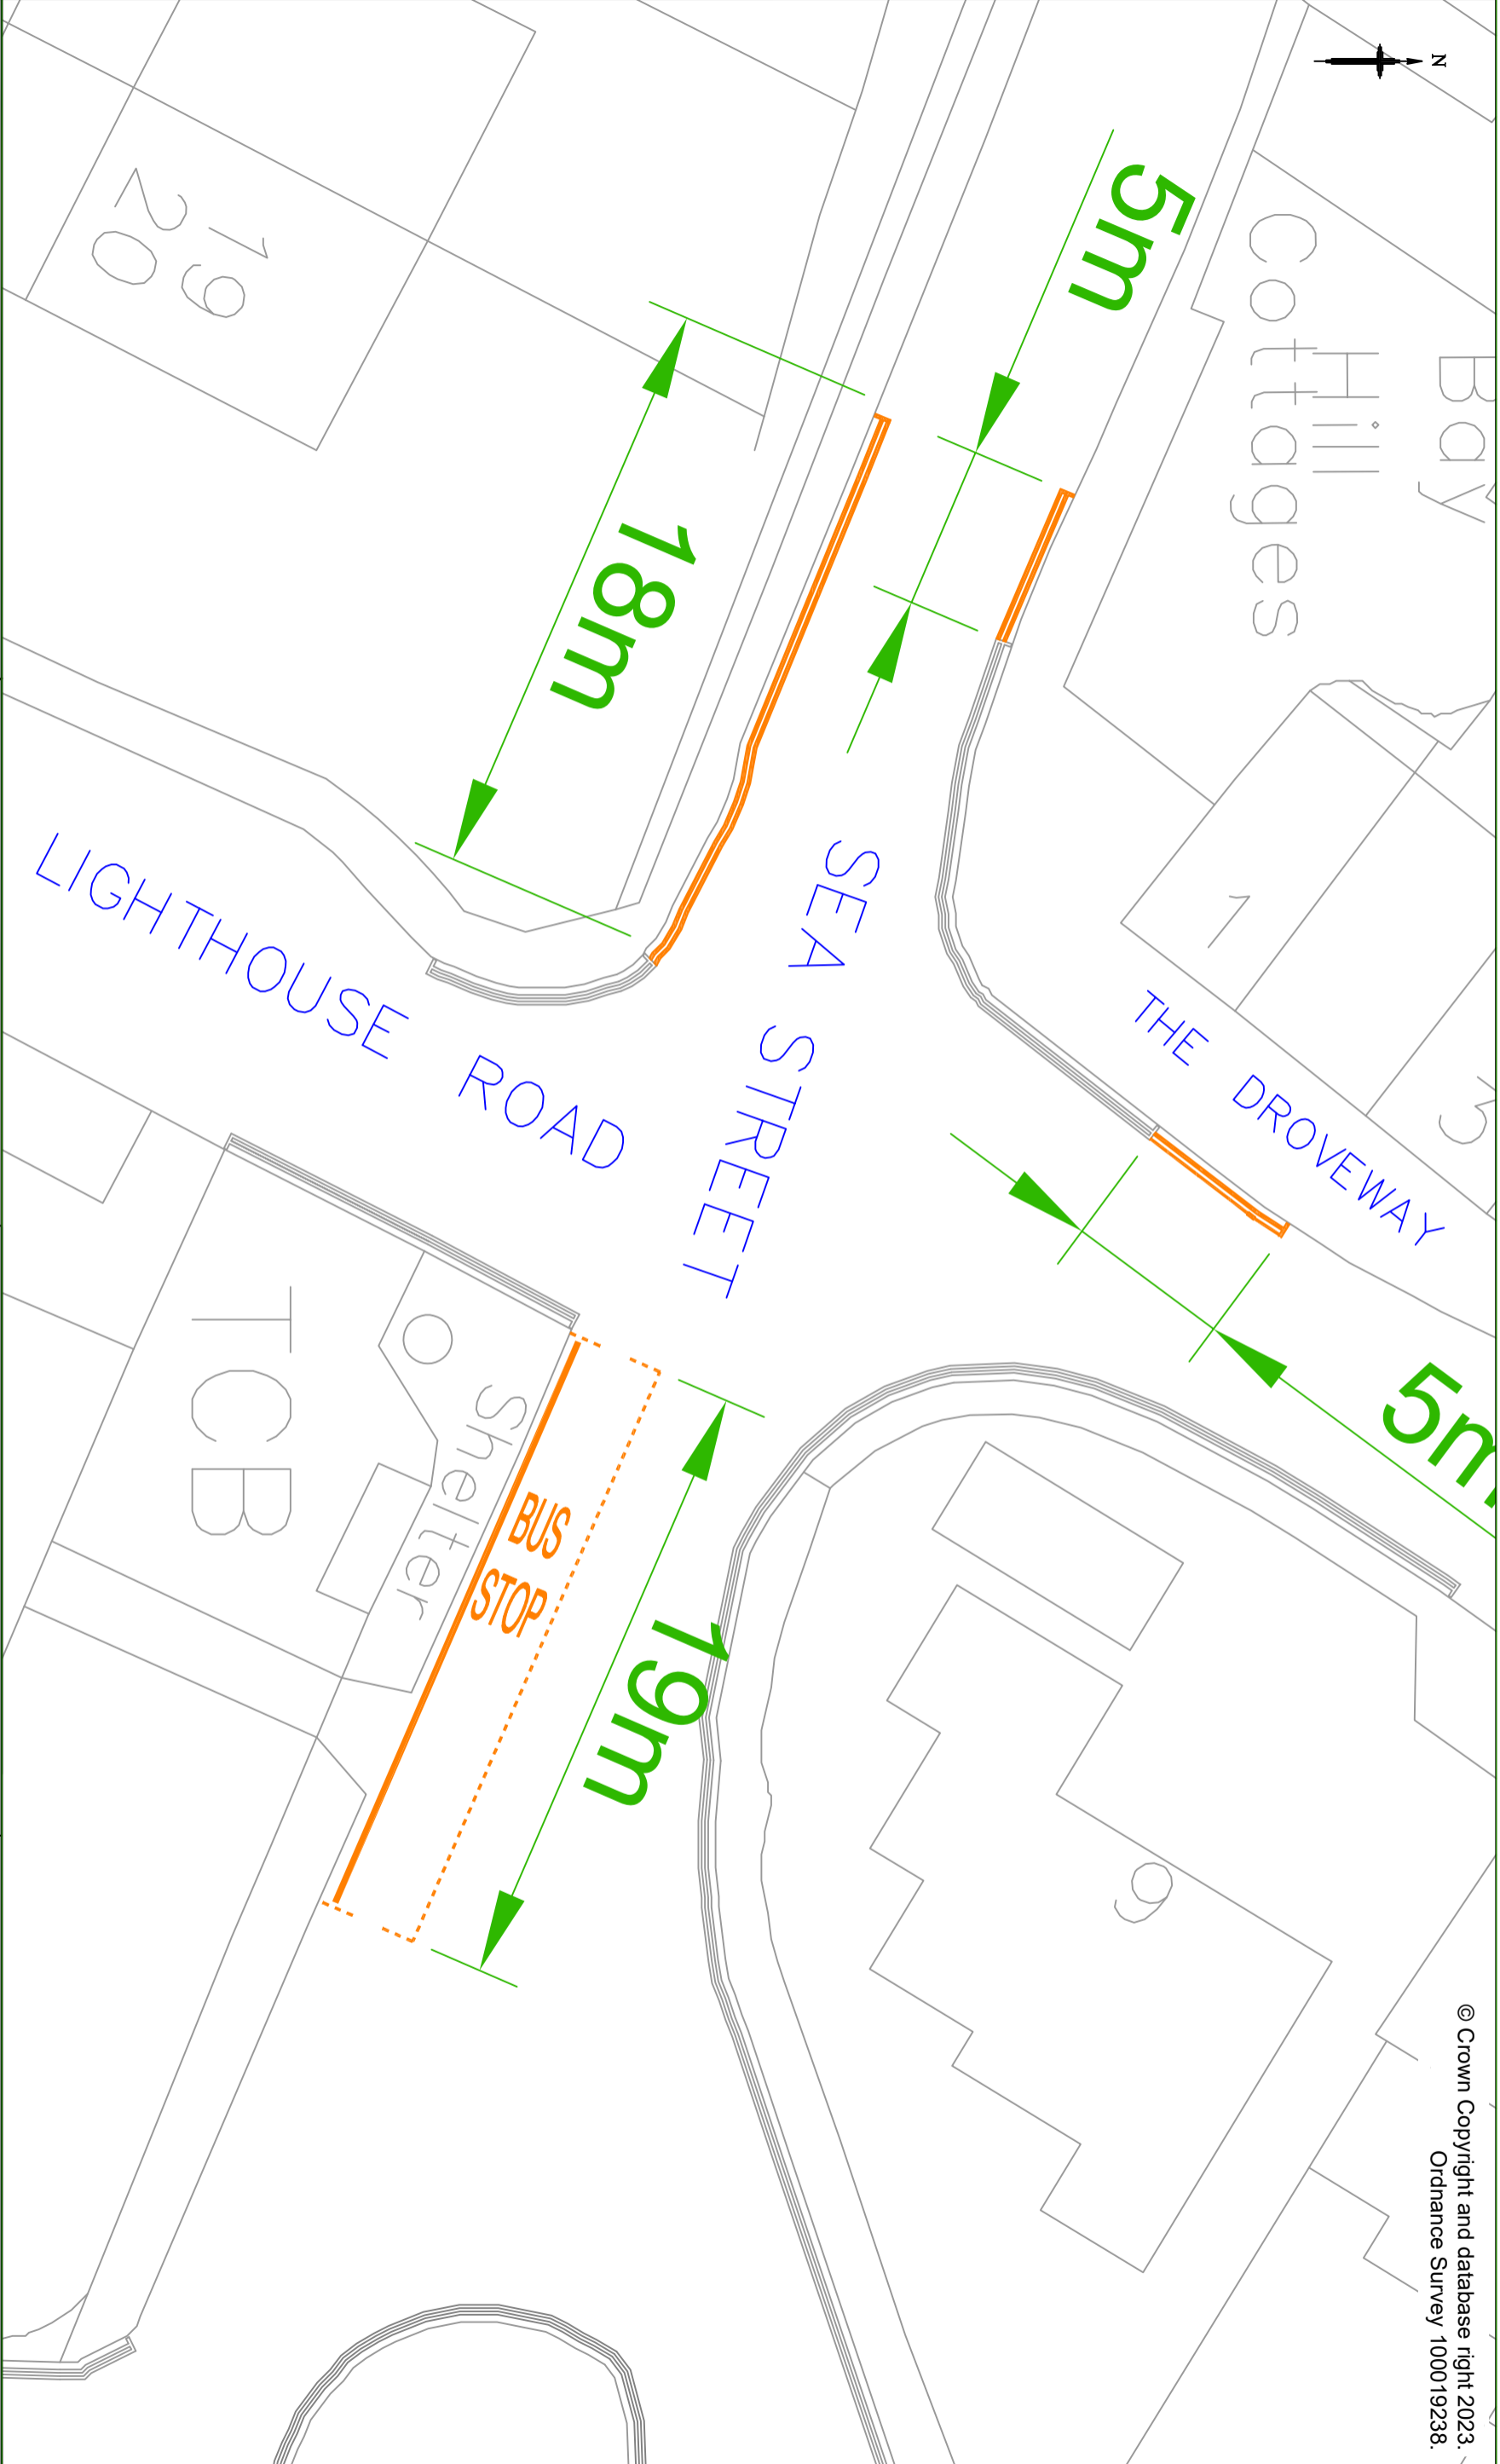 N
Bay
Hill
Cottages
5m
19
20
18m
1
3
THE DROVEWAY
SEA STREET
LIGHTHOUSE ROAD
5m
TCB
Shelter
BUS
STOP
19m
9
© Crown Copyright and database right 2023.
Ordnance Survey 100019238.